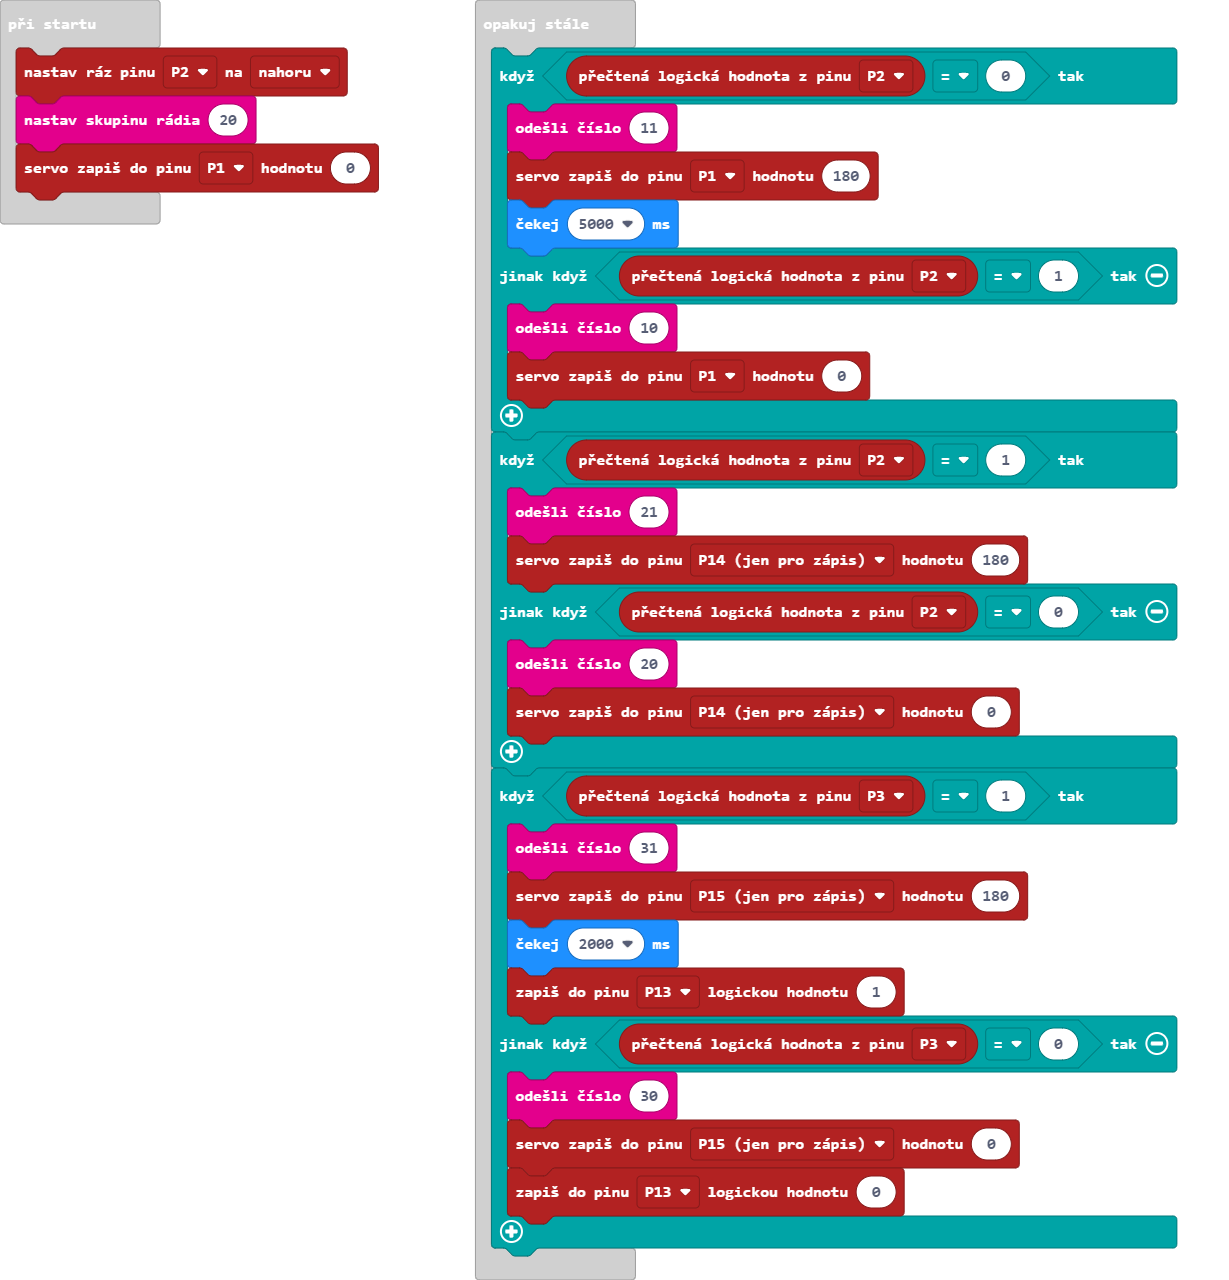 při startu
nastav ráz pinu P2 na nahoru
nastav skupinu rádia 20
servo zapiš do pinu P1 hodnotu 0
opakuj stále
když přečtená logická hodnota z pinu P2 = 0 tak
odešli číslo 11
servo zapiš do pinu P1 hodnotu 180
čekej 5000 ms
jinak když přečtená logická hodnota z pinu P2 = 1 tak
odešli číslo 10
servo zapiš do pinu P1 hodnotu 0
když přečtená logická hodnota z pinu P2 = 1 tak
odešli číslo 21
servo zapiš do pinu P14 (jen pro zápis) hodnotu 180
jinak když přečtená logická hodnota z pinu P2 = 0 tak
odešli číslo 20
servo zapiš do pinu P14 (jen pro zápis) hodnotu 0
když přečtená logická hodnota z pinu P3 = 1 tak
odešli číslo 31
servo zapiš do pinu P15 (jen pro zápis) hodnotu 180
čekej 2000 ms
zapiš do pinu P13 logickou hodnotu 1
jinak když přečtená logická hodnota z pinu P3 = 0 tak
odešli číslo 30
servo zapiš do pinu P15 (jen pro zápis) hodnotu 0
zapiš do pinu P13 logickou hodnotu 0